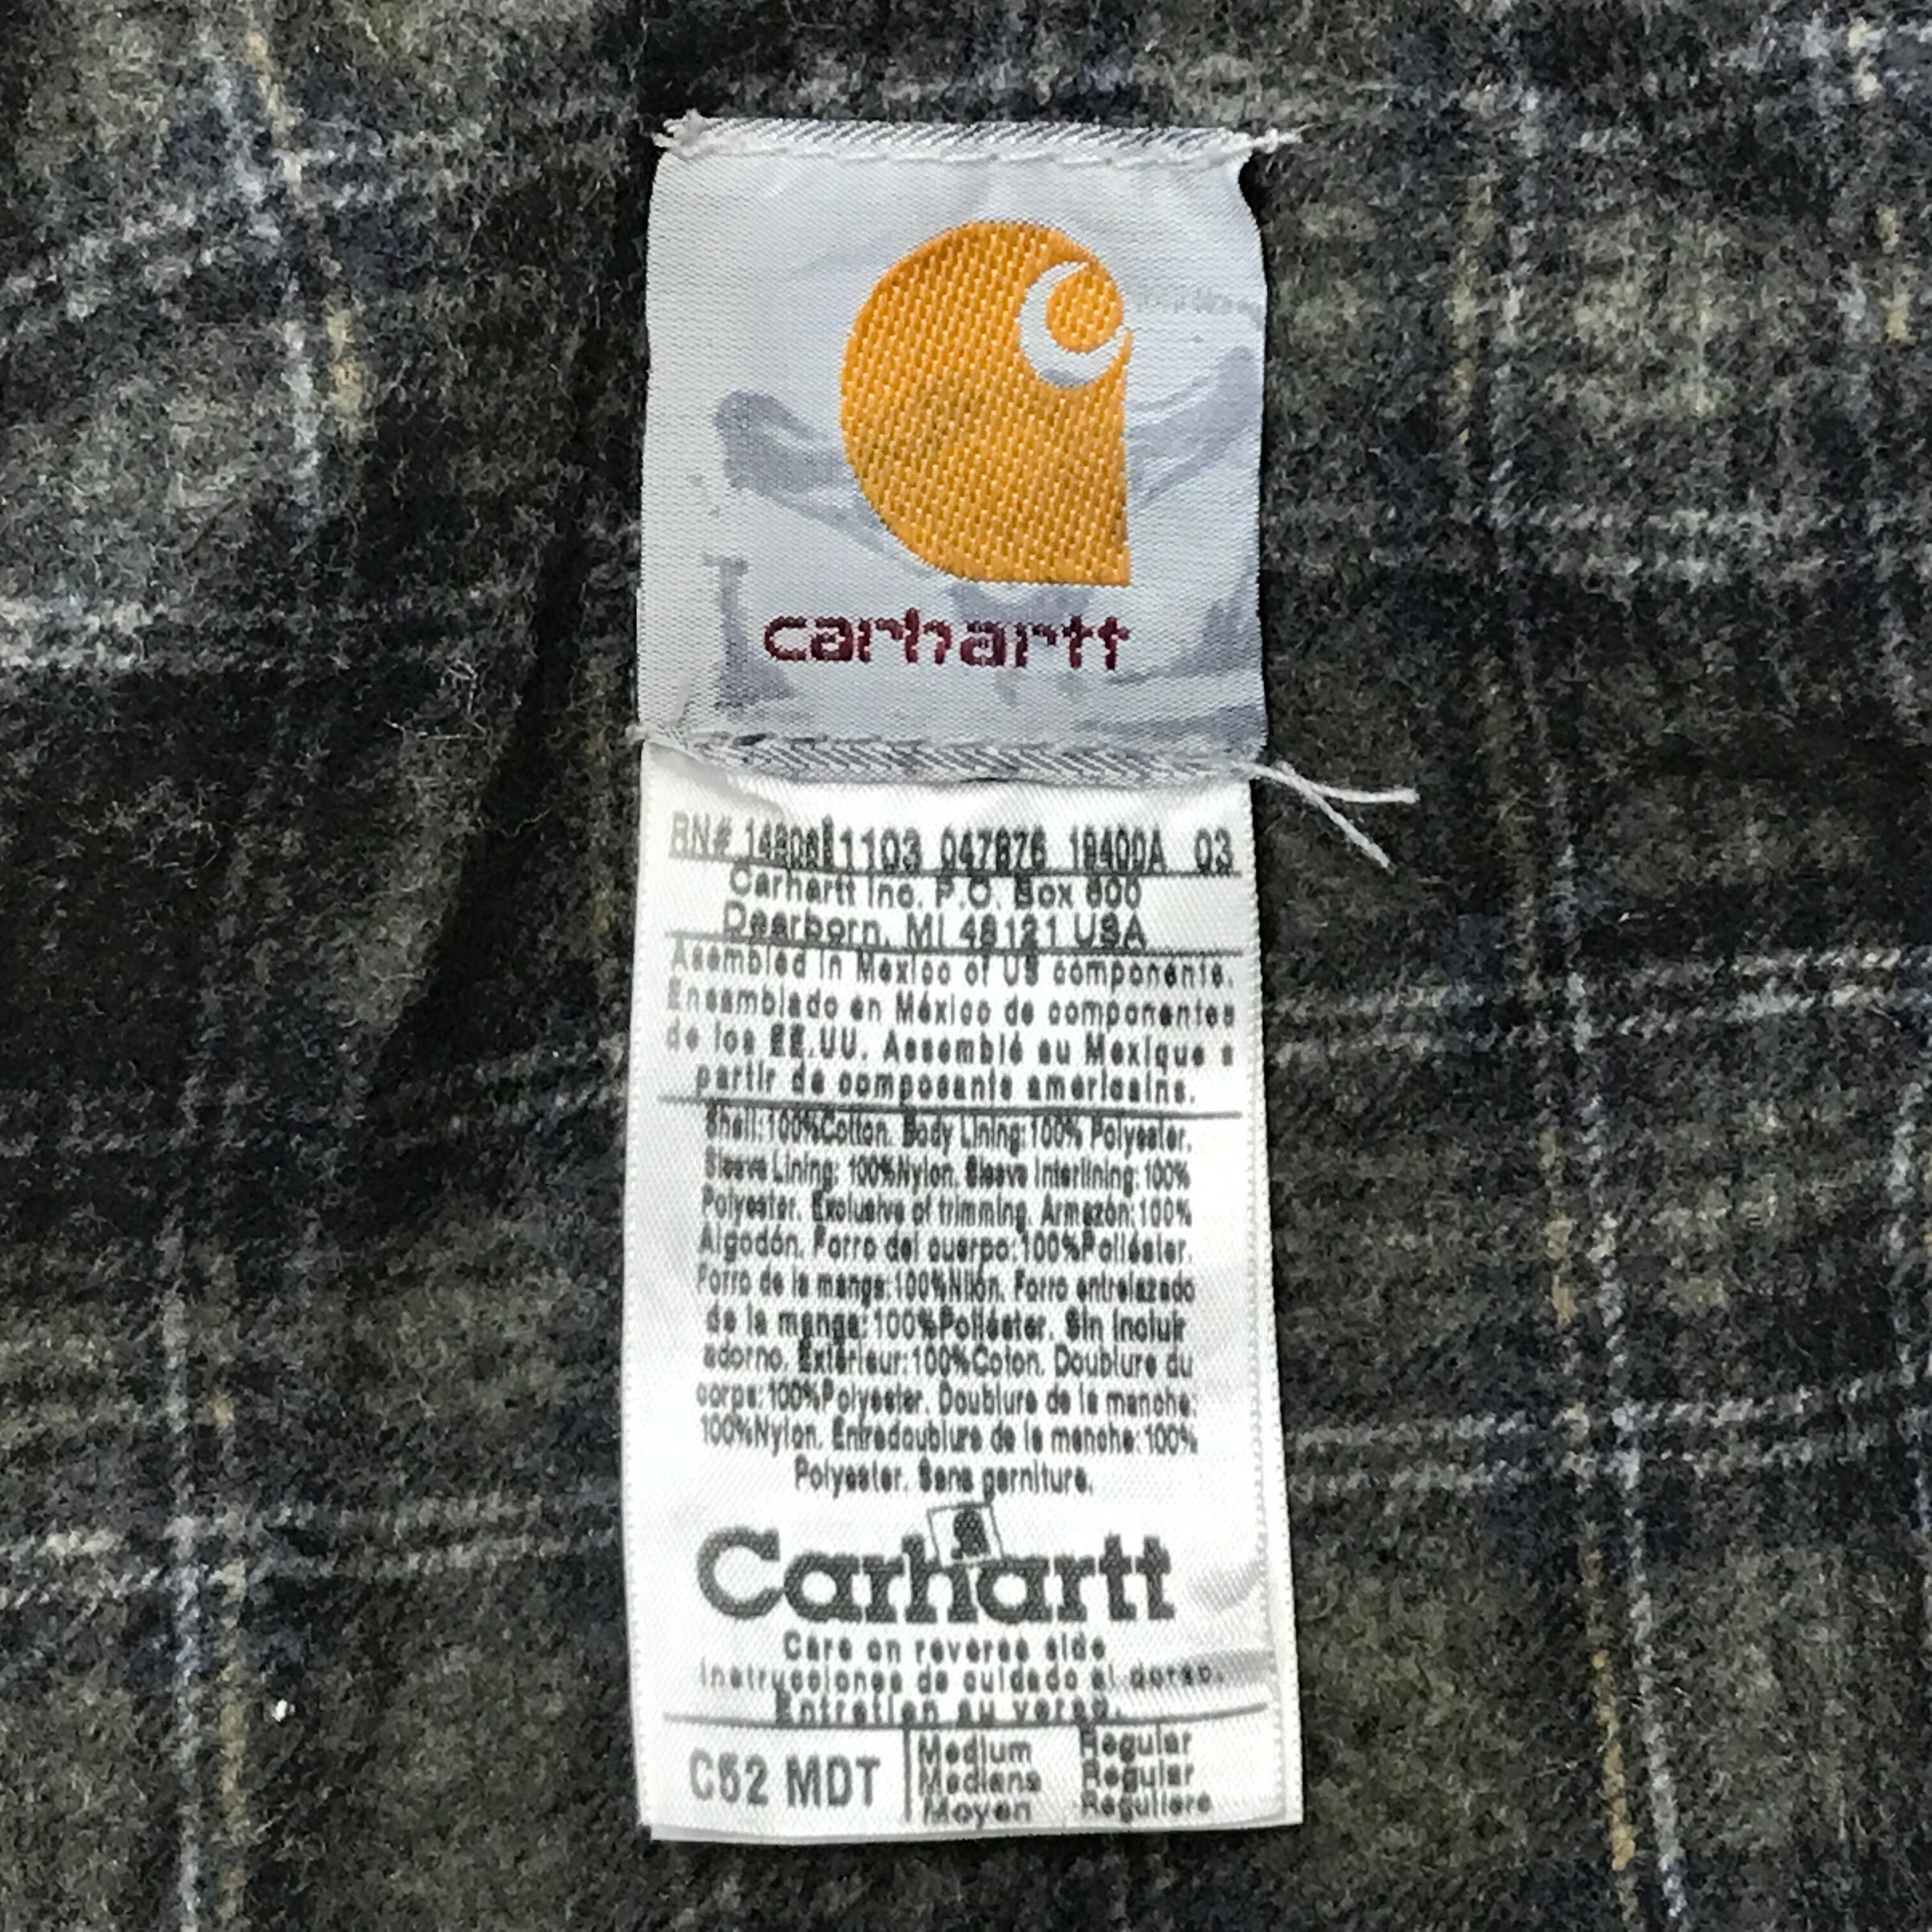 carhartt
RN# 14806 1103 047876 19400A 03
Carhartt Inc. P.O. Box 600
Dearborn, MI 48121 USA
Assembled in Mexico of US components.
Ensamblado en México de componentes
de los EE.UU. Assemblé au Mexique a
partir de composants americains.
Shell:100%Cotton. Body Lining:100% Polyester.
Sleeve Lining: 100%Nylon. Sleeve Interlining:100%
Polyester. Exclusive of trimming. Armazón:100%
Algodón. Forro del cuerpo:100%Poliéster.
Forro de la manga:100%Nilón. Forro entrelazado
de la manga:100%Poliéster. Sin incluir
adorno. Extérieur:100%Coton. Doublure du
corps:100%Polyester. Doublure de la manche:
100%Nylon. Entredoublure de la manche:100%
Polyester. Sans garniture.
Carhartt
Care on reverse side
Instrucciones de cuidado al dorso.
Entretien au verso.
C52 MDT
Medium Regular
Mediana Regular
Moyen Reguliere